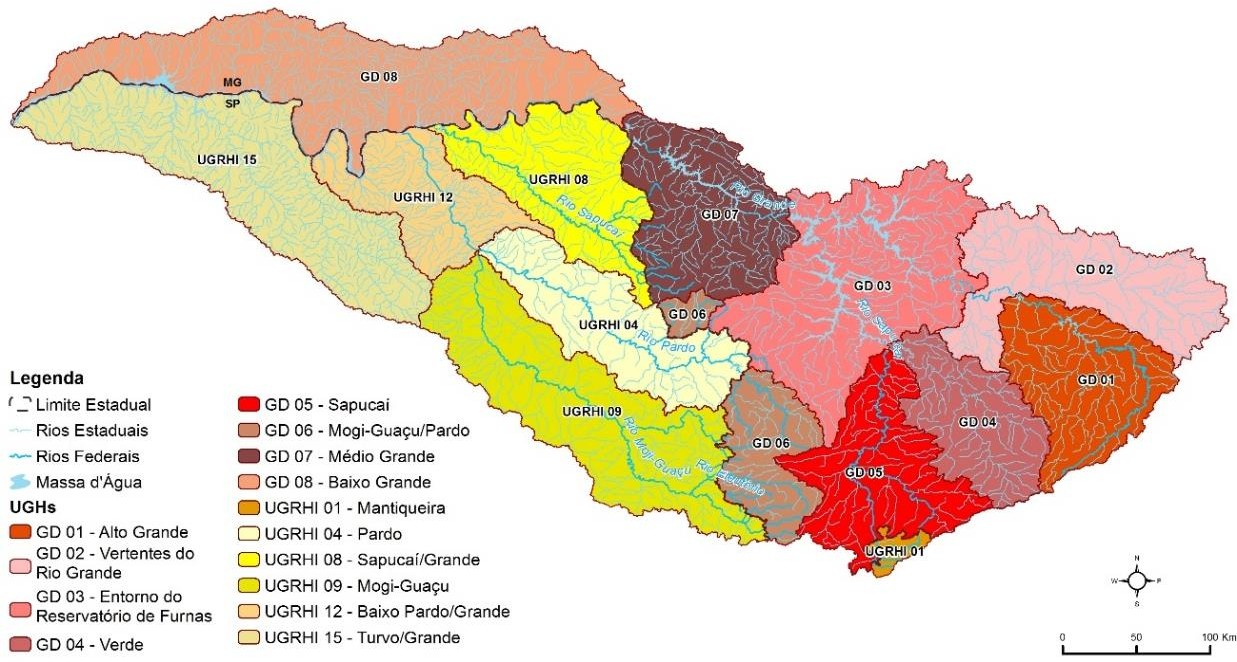 GD 08
MG
SP
UGRHI 15
UGRHI 12
UGRHI 08
Rio Sapucaí
GD 07
Rio Grande
GD 03
GD 02
GD 06
UGRHI 04
Rio Pardo
Rio Sapucaí
GD 01
UGRHI 09
Rio Moji-Guaçu
Rio Eleutério
GD 06
GD 05
GD 04
UGRHI 01
Legenda
Limite Estadual
Rios Estaduais
Rios Federais
Massa d'Água
UGHs
GD 01 - Alto Grande
GD 02 - Vertentes do
Rio Grande
GD 03 - Entorno do
Reservatório de Furnas
GD 04 - Verde
GD 05 - Sapucai
GD 06 - Mogi-Guaçu/Pardo
GD 07 - Médio Grande
GD 08 - Baixo Grande
UGRHI 01 - Mantiqueira
UGRHI 04 - Pardo
UGRHI 08 - Sapucaí/Grande
UGRHI 09 - Mogi-Guaçu
UGRHI 12 - Baixo Pardo/Grande
UGRHI 15 - Turvo/Grande
N
W
S
0 50 100 Km